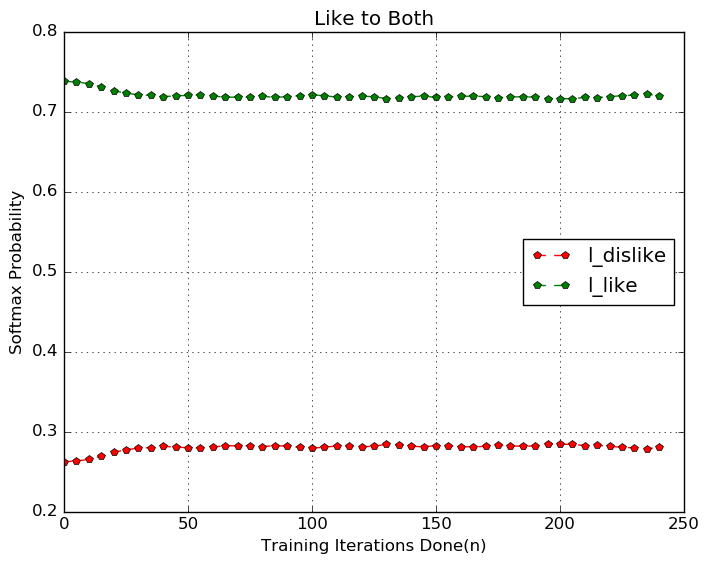 Like to Both
0.8
0.7
0.6
0.5
0.4
0.3
0.2
Softmax Probability
l_dislike
l_like
0 50 100 150 200 250
Training Iterations Done(n)